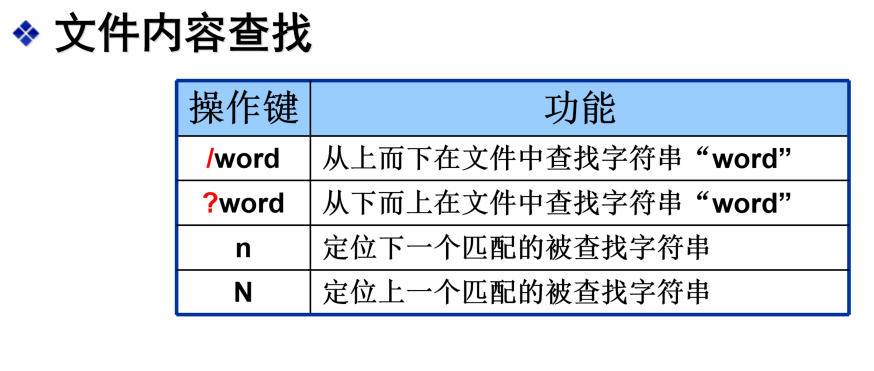 文件内容查找
操作键 功能
/word 从上而下在文件中查找字符串“word”
?word 从下而上在文件中查找字符串“word”
n 定位下一个匹配的被查找字符串
N 定位上一个匹配的被查找字符串